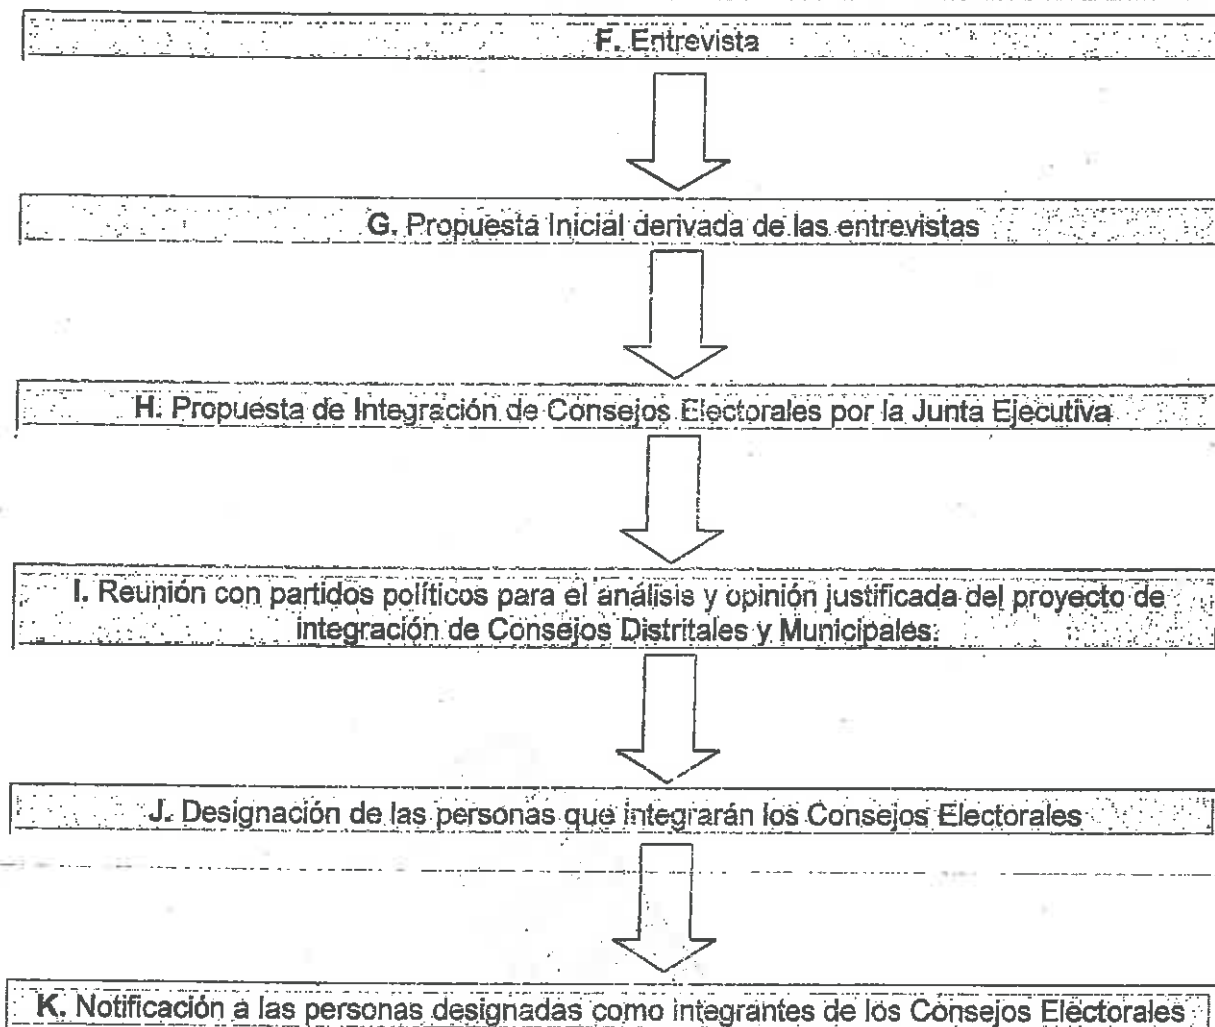 F. Entrevista
G. Propuesta Inicial derivada de las entrevistas
H. Propuesta de Integración de Consejos Electorales por la Junta Ejecutiva
I. Reunión con partidos políticos para el análisis y opinión justificada del proyecto de
integración de Consejos Distritales y Municipales.
J. Designación de las personas que integrarán los Consejos Electorales
K. Notificación a las personas designadas como integrantes de los Consejos Electorales